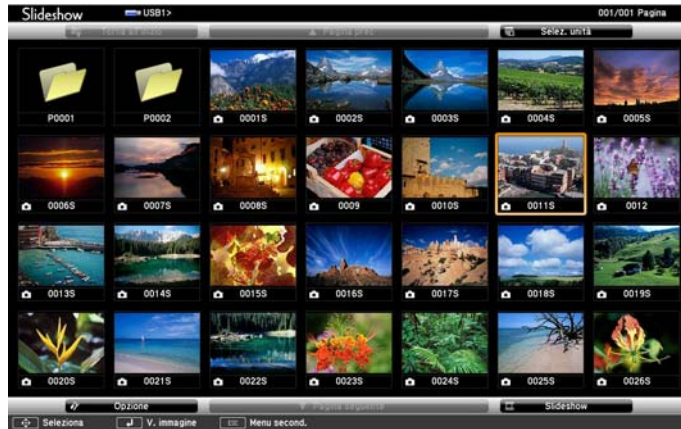 Slideshow USB1> 001/001 Pagina
Torna all'inizio Pagina prec. Selez. unità
P0001 P0002 0001S 0002S 0003S 0004S 0005S
0006S 0007S 0008S 0009 0010S 0011S 0012
0013S 0014S 0015S 0016S 0017S 0018S 0019S
0020S 0021S 0022S 0023S 0024S 0025S 0026S
Opzione Pagina seguente Slideshow
Seleziona V. immagine Esc Menu second.